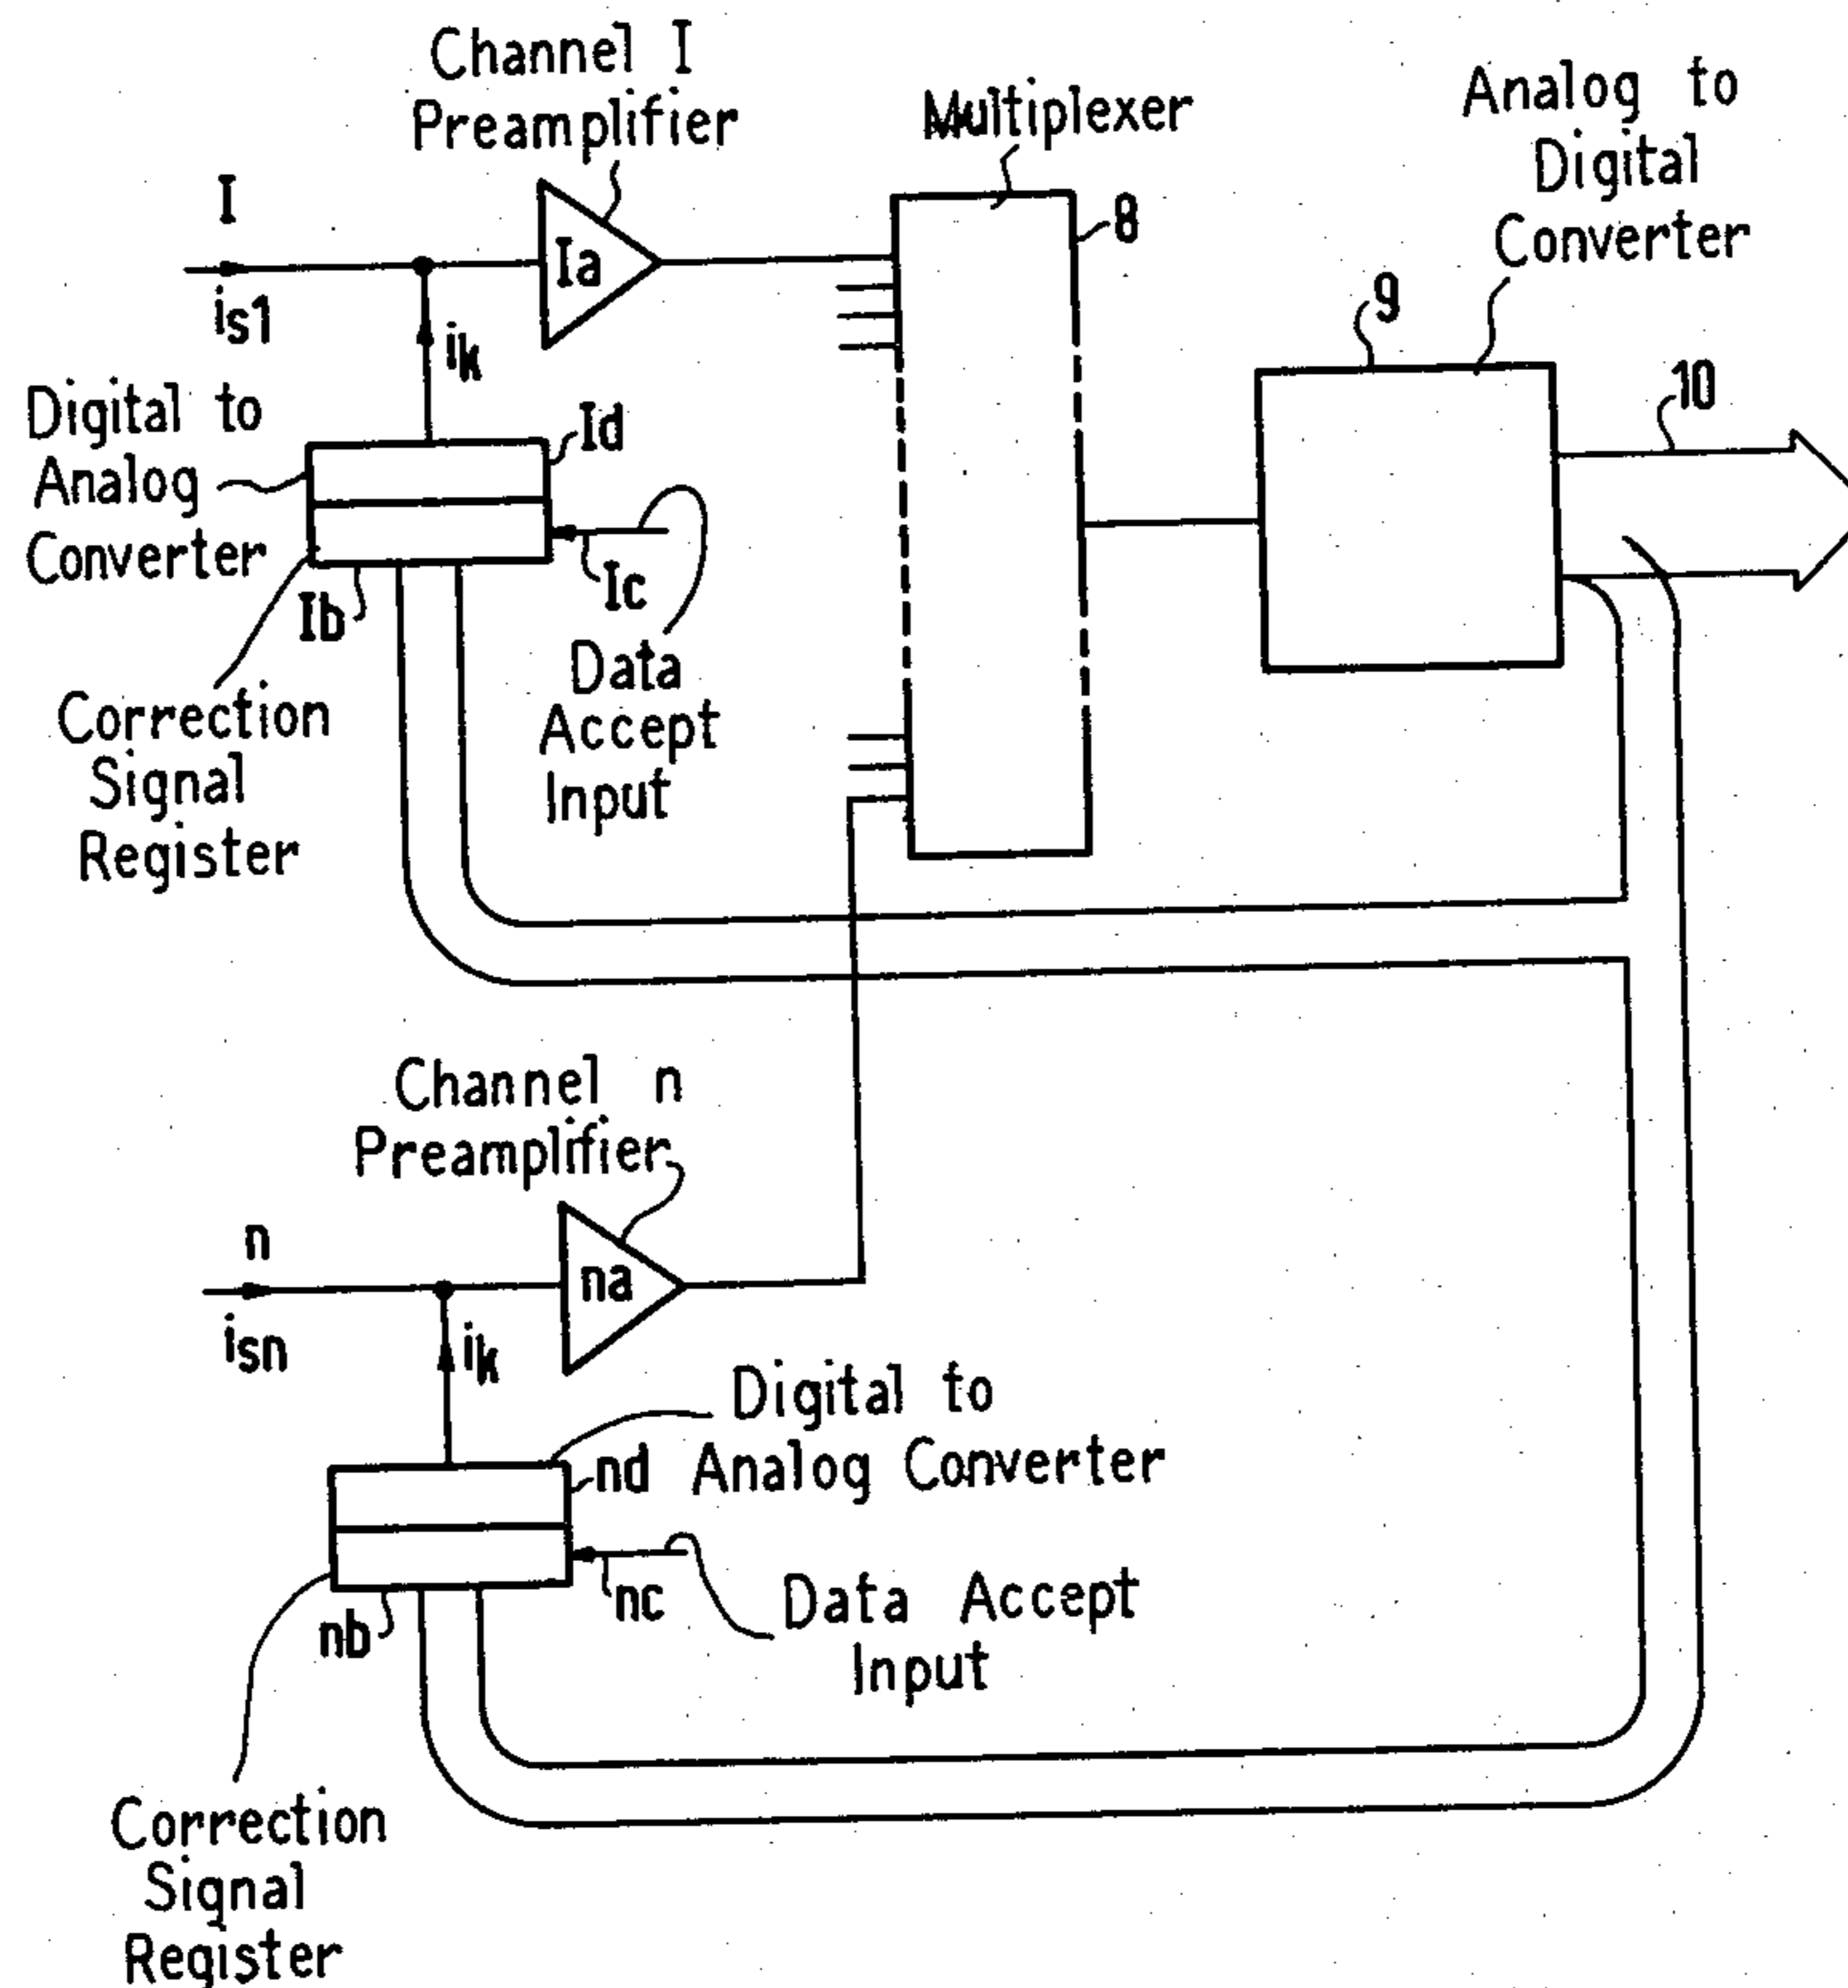 Channel I
Preamplifier
Multiplexer
Analog to
Digital
Converter
I
is1
Ia
8
9
10
ik
Digital to
Analog
Converter
Id
Ic
Ib
Data
Accept
Input
Correction
Signal
Register
Channel n
Preamplifier
n
isn
na
ik
Digital to
Analog Converter
nd
nc
nb
Data Accept
Input
Correction
Signal
Register